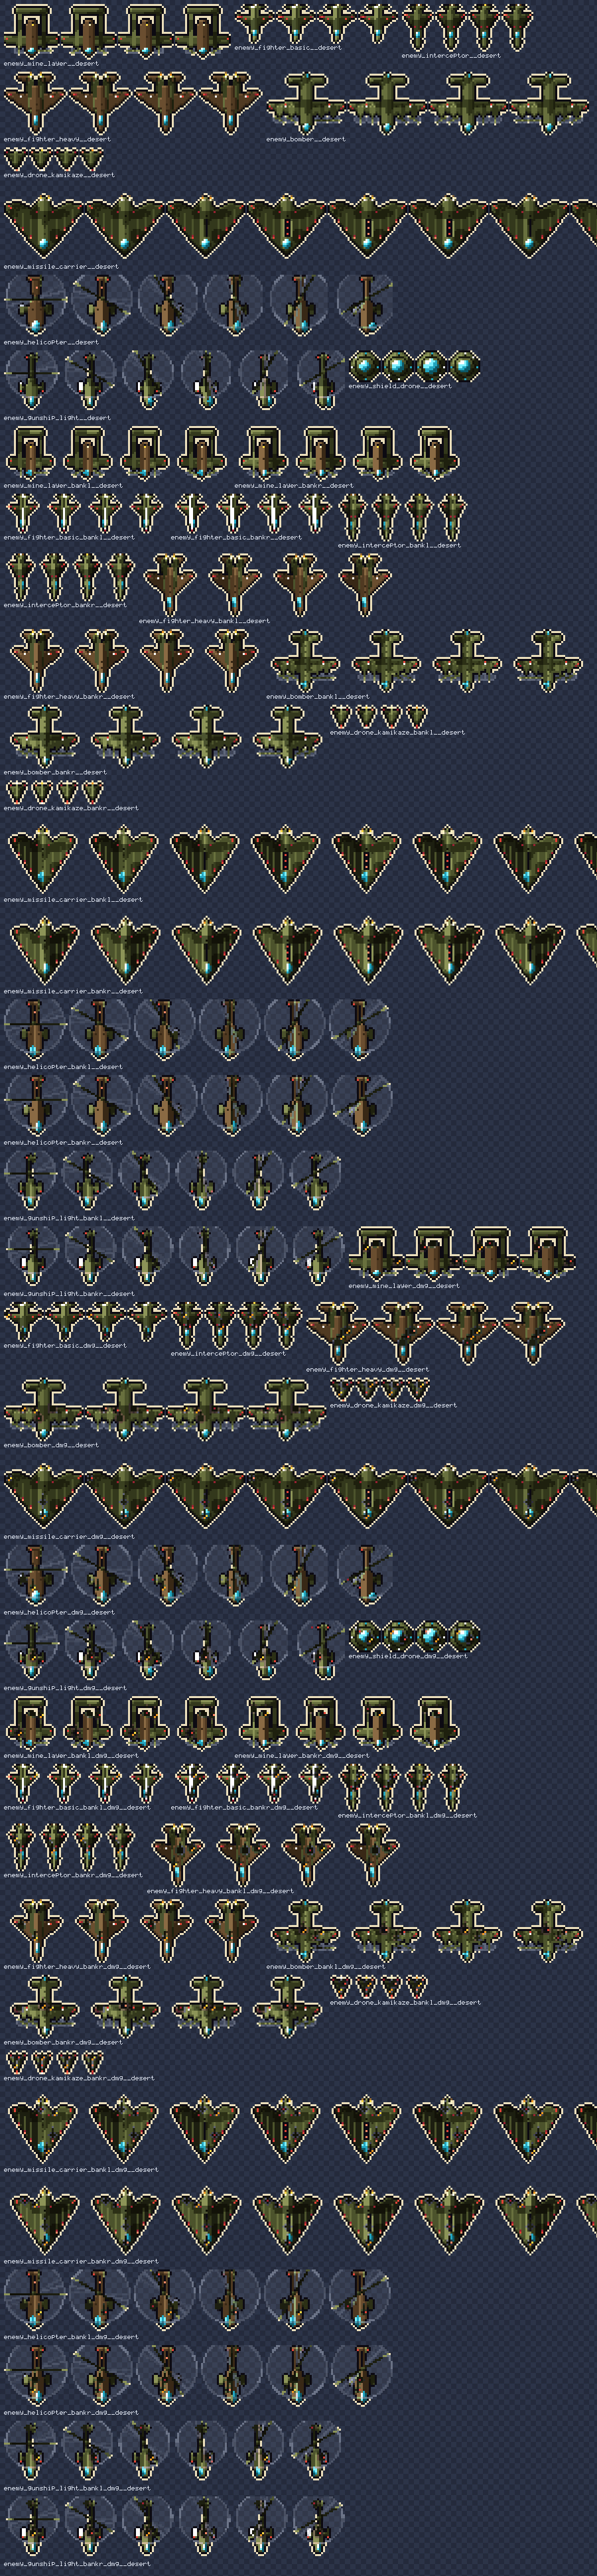 enemy_mine_layer__desert
enemy_fighter_basic__desert
enemy_interceptor__desert
enemy_fighter_heavy__desert
enemy_bomber__desert
enemy_drone_kamikaze__desert
enemy_missile_carrier__desert
enemy_helicopter__desert
enemy_gunship_light__desert
enemy_shield_drone__desert
enemy_mine_layer_bankl__desert
enemy_mine_layer_bankr__desert
enemy_fighter_basic_bankl__desert
enemy_fighter_basic_bankr__desert
enemy_interceptor_bankl__desert
enemy_interceptor_bankr__desert
enemy_fighter_heavy_bankl__desert
enemy_fighter_heavy_bankr__desert
enemy_bomber_bankl__desert
enemy_bomber_bankr__desert
enemy_drone_kamikaze_bankl__desert
enemy_drone_kamikaze_bankr__desert
enemy_missile_carrier_bankl__desert
enemy_missile_carrier_bankr__desert
enemy_helicopter_bankl__desert
enemy_helicopter_bankr__desert
enemy_gunship_light_bankl__desert
enemy_gunship_light_bankr__desert
enemy_mine_layer_dmg__desert
enemy_fighter_basic_dmg__desert
enemy_interceptor_dmg__desert
enemy_fighter_heavy_dmg__desert
enemy_bomber_dmg__desert
enemy_drone_kamikaze_dmg__desert
enemy_missile_carrier_dmg__desert
enemy_helicopter_dmg__desert
enemy_gunship_light_dmg__desert
enemy_shield_drone_dmg__desert
enemy_mine_layer_bankl_dmg__desert
enemy_mine_layer_bankr_dmg__desert
enemy_fighter_basic_bankl_dmg__desert
enemy_fighter_basic_bankr_dmg__desert
enemy_interceptor_bankl_dmg__desert
enemy_interceptor_bankr_dmg__desert
enemy_fighter_heavy_bankl_dmg__desert
enemy_fighter_heavy_bankr_dmg__desert
enemy_bomber_bankl_dmg__desert
enemy_bomber_bankr_dmg__desert
enemy_drone_kamikaze_bankl_dmg__desert
enemy_drone_kamikaze_bankr_dmg__desert
enemy_missile_carrier_bankl_dmg__desert
enemy_missile_carrier_bankr_dmg__desert
enemy_helicopter_bankl_dmg__desert
enemy_helicopter_bankr_dmg__desert
enemy_gunship_light_bankl_dmg__desert
enemy_gunship_light_bankr_dmg__desert